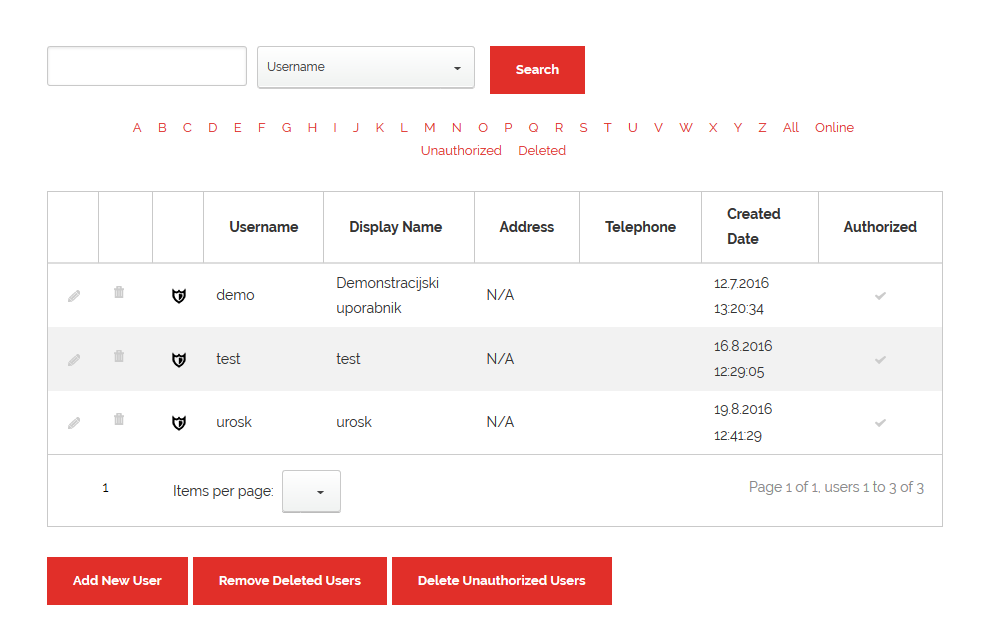 Username
Search
A B C D E F G H I J K L M N O P Q R S T U V W X Y Z All Online
Unauthorized Deleted
Username Display Name Address Telephone Created Date Authorized
demo Demonstracijski uporabnik N/A 12.7.2016 13:20:34
test test N/A 16.8.2016 12:29:05
urosk urosk N/A 19.8.2016 12:41:29
1 Items per page: Page 1 of 1, users 1 to 3 of 3
Add New User Remove Deleted Users Delete Unauthorized Users